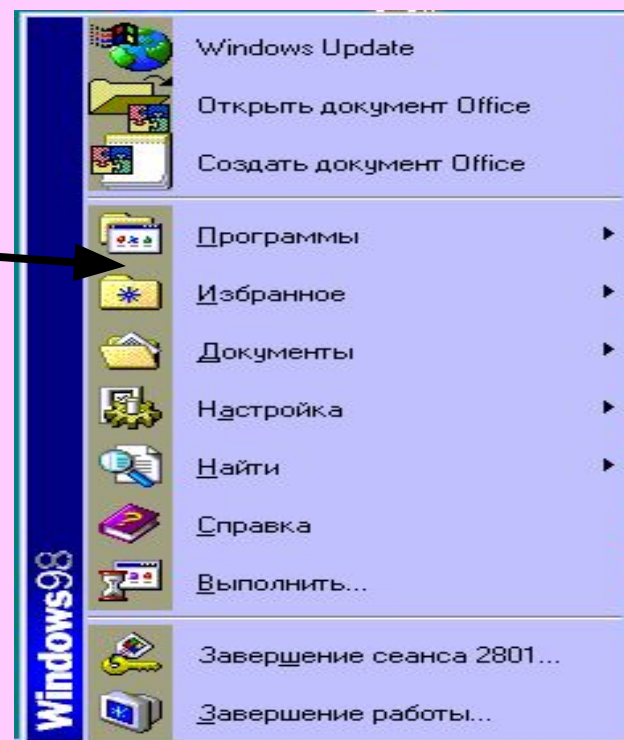 Windows Update
Открыть документ Office
Создать документ Office
Программы
Избранное
Документы
Настройка
Найти
Справка
Выполнить...
Завершение сеанса 2801...
Завершение работы...
Windows98